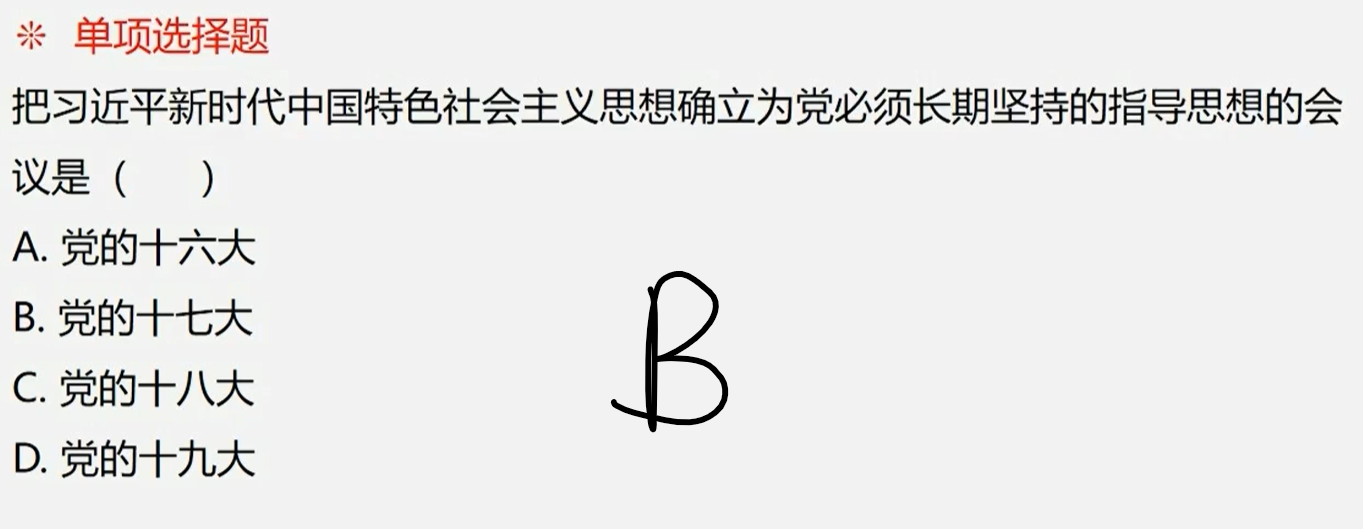 ※ 单项选择题
把习近平新时代中国特色社会主义思想确立为党必须长期坚持的指导思想的会
议是（　　）
A. 党的十六大
B. 党的十七大
C. 党的十八大
D. 党的十九大
B